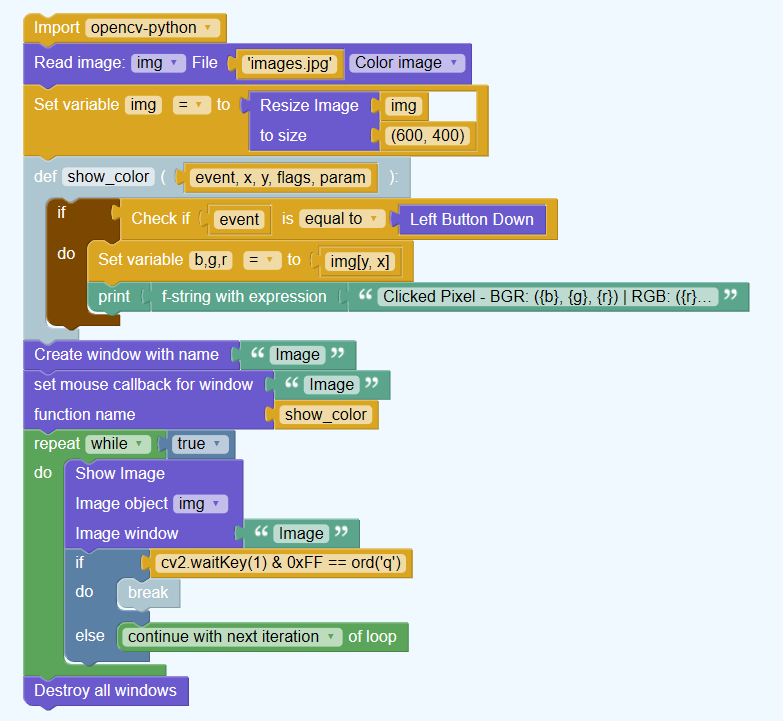 Import opencv-python
Read image: img File 'images.jpg' Color image
Set variable img = to Resize Image img
to size (600, 400)
def show_color ( event, x, y, flags, param ):
if Check if event is equal to Left Button Down
do Set variable b,g,r = to img[y, x]
print f-string with expression “ Clicked Pixel - BGR: ({b}, {g}, {r}) | RGB: ({r}... ”
Create window with name “ Image ”
set mouse callback for window “ Image ”
function name show_color
repeat while true
do Show Image
Image object img
Image window “ Image ”
if cv2.waitKey(1) & 0xFF == ord('q')
do break
else continue with next iteration of loop
Destroy all windows